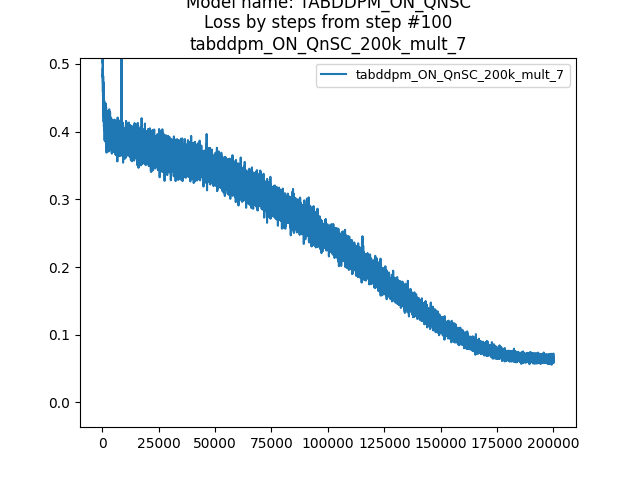 Model name: TABDDPM_ON_QNSC
Loss by steps from step #100
tabddpm_ON_QnSC_200k_mult_7
tabddpm_ON_QnSC_200k_mult_7
0.5
0.4
0.3
0.2
0.1
0.0
0 25000 50000 75000 100000 125000 150000 175000 200000